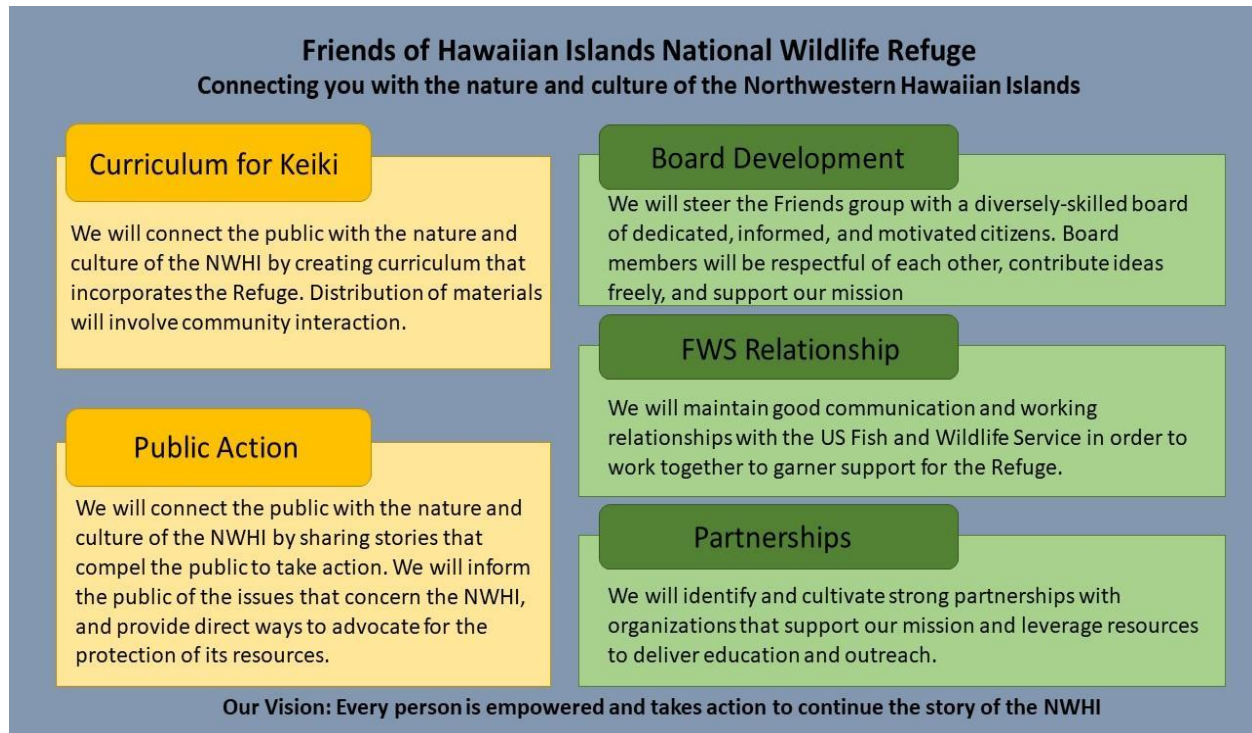 Friends of Hawaiian Islands National Wildlife Refuge
Connecting you with the nature and culture of the Northwestern Hawaiian Islands
Curriculum for Keiki
We will connect the public with the nature and
culture of the NWHI by creating curriculum that
incorporates the Refuge. Distribution of materials
will involve community interaction.
Public Action
We will connect the public with the nature and
culture of the NWHI by sharing stories that
compel the public to take action. We will inform
the public of the issues that concern the NWHI,
and provide direct ways to advocate for the
protection of its resources.
Board Development
We will steer the Friends group with a diversely-skilled board
of dedicated, informed, and motivated citizens. Board
members will be respectful of each other, contribute ideas
freely, and support our mission
FWS Relationship
We will maintain good communication and working
relationships with the US Fish and Wildlife Service in order to
work together to garner support for the Refuge.
Partnerships
We will identify and cultivate strong partnerships with
organizations that support our mission and leverage resources
to deliver education and outreach.
Our Vision: Every person is empowered and takes action to continue the story of the NWHI